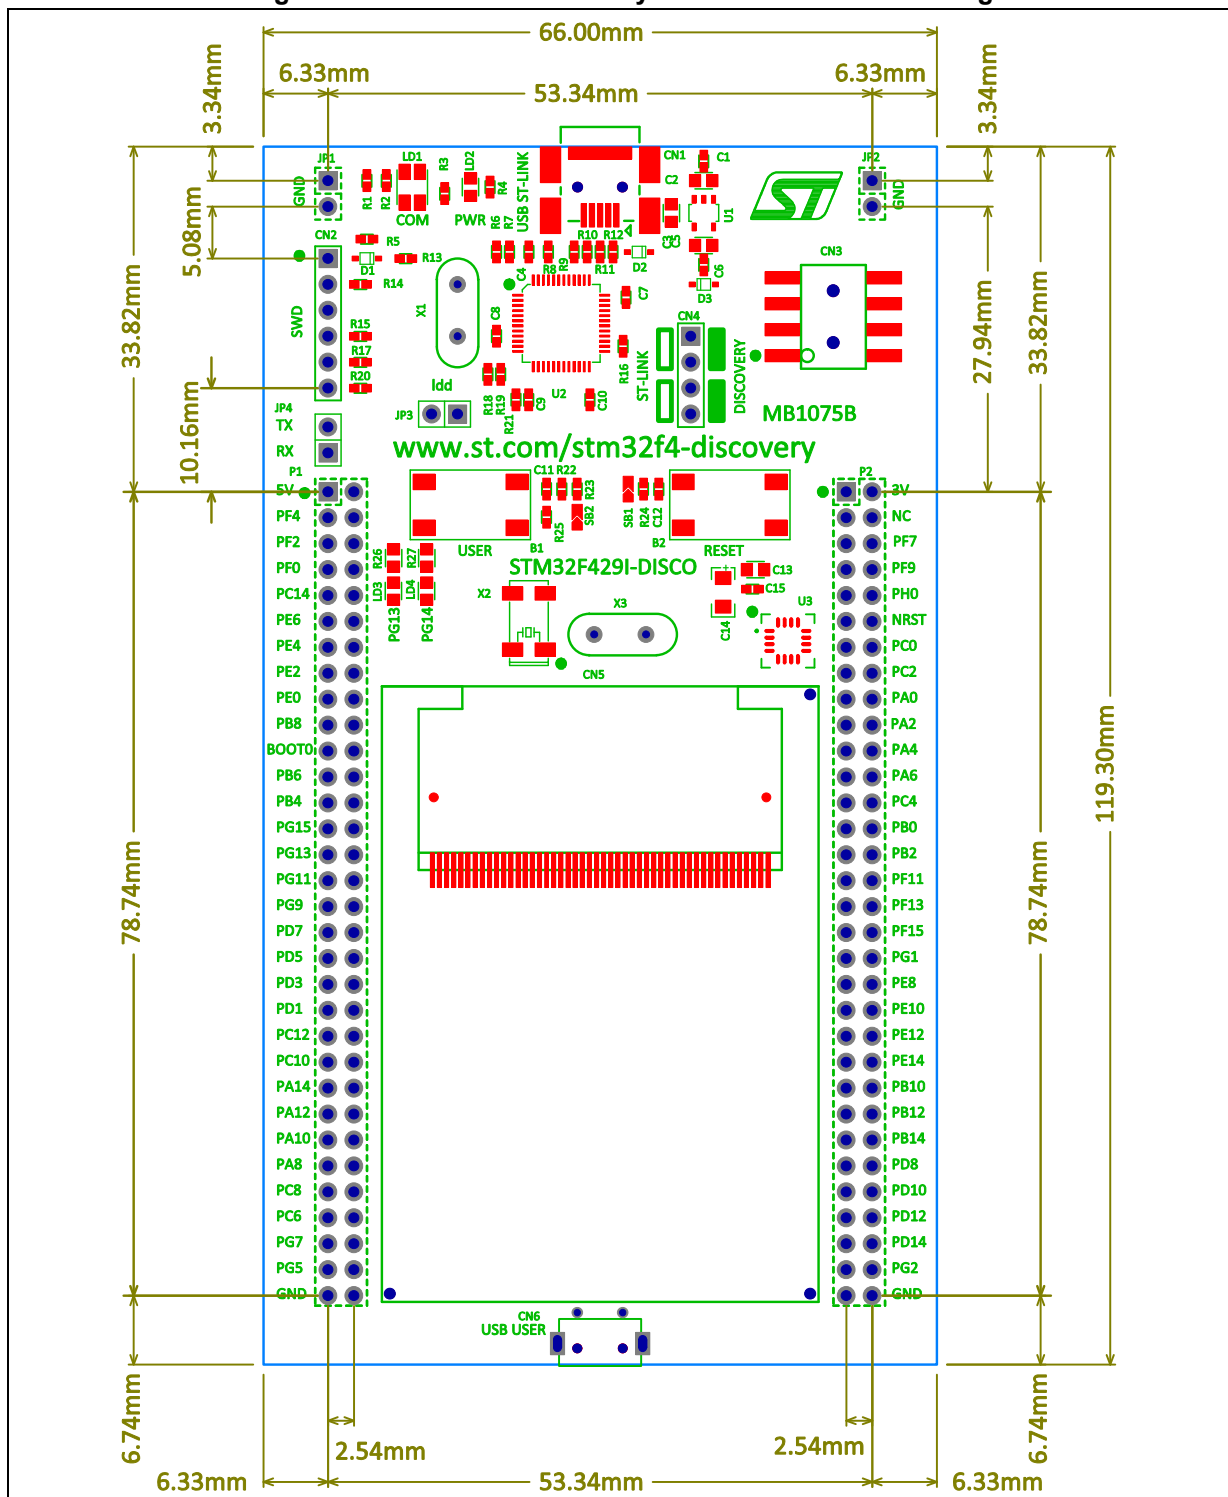 66.00mm
6.33mm
6.33mm
53.34mm
3.34mm
3.34mm
JP1
LD1
R3
LD2
USB ST-LINK
CN1
C1
JP2
GND
R1
R2
R4
C2
ST
GND
COM
PWR
R6
R7
C3
C5
U1
5.08mm
CN2
R5
R10
R12
CN3
D1
R13
C4
R8
R9
R11
D2
C6
R14
D3
33.82mm
SWD
X1
C7
27.94mm
33.82mm
R15
C8
CN4
R17
R16
ST-LINK
DISCOVERY
R20
Idd
R18
R19
U2
10.16mm
JP4
JP3
R21
C9
C10
MB1075B
TX
RX
www.st.com/stm32f4-discovery
P1
C11
R22
P2
5V
R23
SB2
SB1
R24
C12
3V
PF4
R25
NC
PF2
USER
B1
B2
RESET
PF7
PF0
R26
R27
STM32F429I-DISCO
C13
PF9
PC14
LD3
LD4
X2
C15
PH0
PE6
PG13
PG14
X3
C14
U3
NRST
PE4
PC0
PE2
CN5
PC2
PE0
PA0
PB8
PA2
BOOT0
PA4
PB6
PA6
PB4
PC4
119.30mm
PG15
PB0
PG13
PB2
PG11
PF11
PG9
PF13
78.74mm
78.74mm
PD7
PF15
PD5
PG1
PD3
PE8
PD1
PE10
PC12
PE12
PC10
PE14
PA14
PB10
PA12
PB12
PA10
PB14
PA8
PD8
PC8
PD10
PC6
PD12
PG7
PD14
PG5
PG2
GND
GND
CN6
USB USER
6.74mm
6.74mm
2.54mm
2.54mm
6.33mm
53.34mm
6.33mm